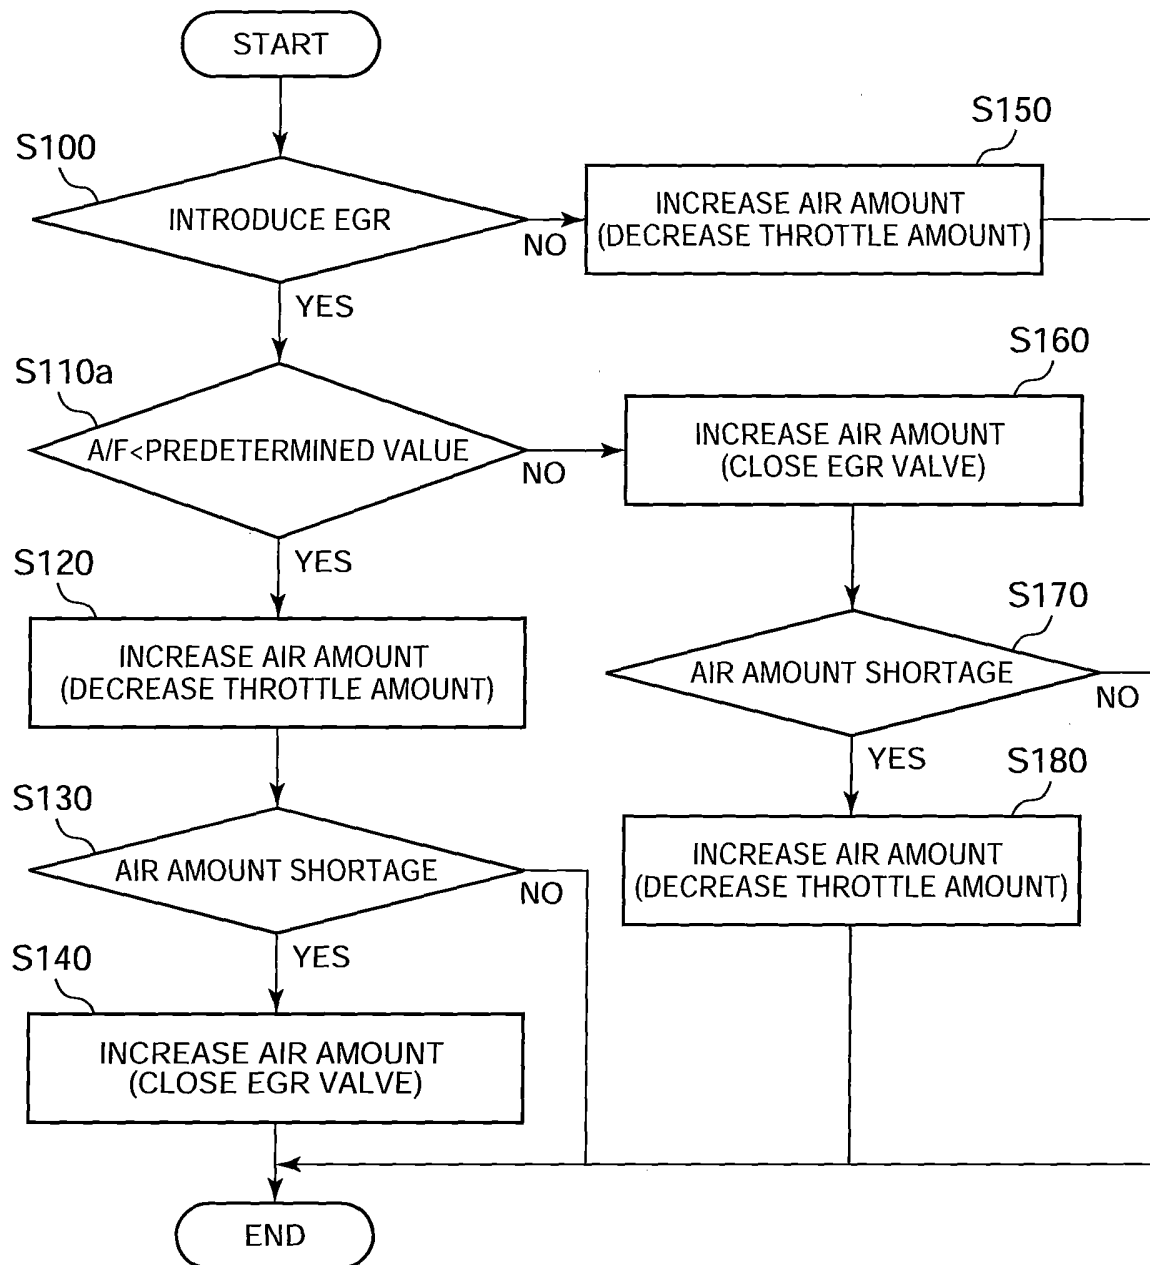 START
S100
INTRODUCE EGR
NO
YES
S150
INCREASE AIR AMOUNT
(DECREASE THROTTLE AMOUNT)
S110a
A/F<PREDETERMINED VALUE
NO
YES
S160
INCREASE AIR AMOUNT
(CLOSE EGR VALVE)
S120
INCREASE AIR AMOUNT
(DECREASE THROTTLE AMOUNT)
S170
AIR AMOUNT SHORTAGE
NO
YES
S130
AIR AMOUNT SHORTAGE
NO
YES
S180
INCREASE AIR AMOUNT
(DECREASE THROTTLE AMOUNT)
S140
INCREASE AIR AMOUNT
(CLOSE EGR VALVE)
END